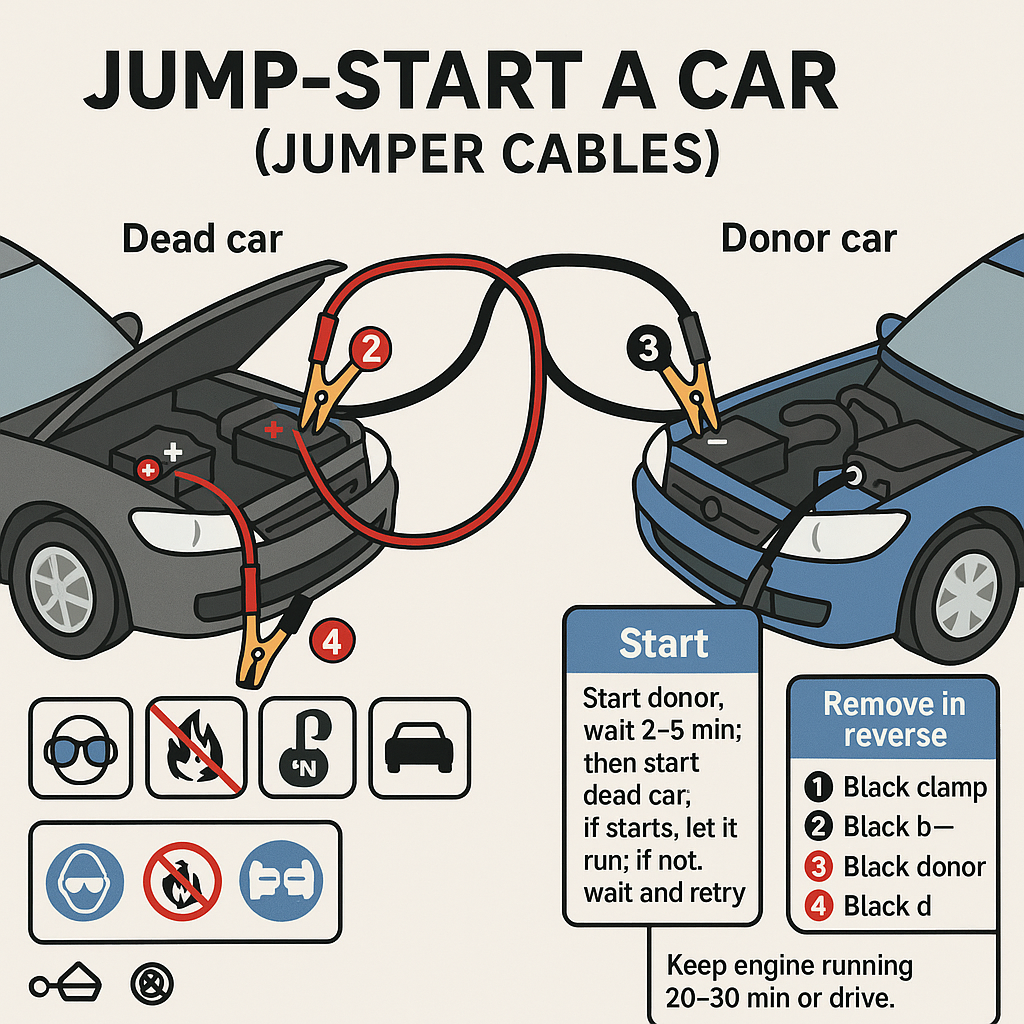 JUMP-START A CAR
(JUMPER CABLES)
Dead car
Donor car
2
3
+
+
+
−
4
'N
Start
Start donor,
wait 2–5 min;
then start
dead car;
if starts, let it
run; if not.
wait and retry
Remove in
reverse
1 Black clamp
2 Black b—
3 Black donor
4 Black d
Keep engine running
20–30 min or drive.